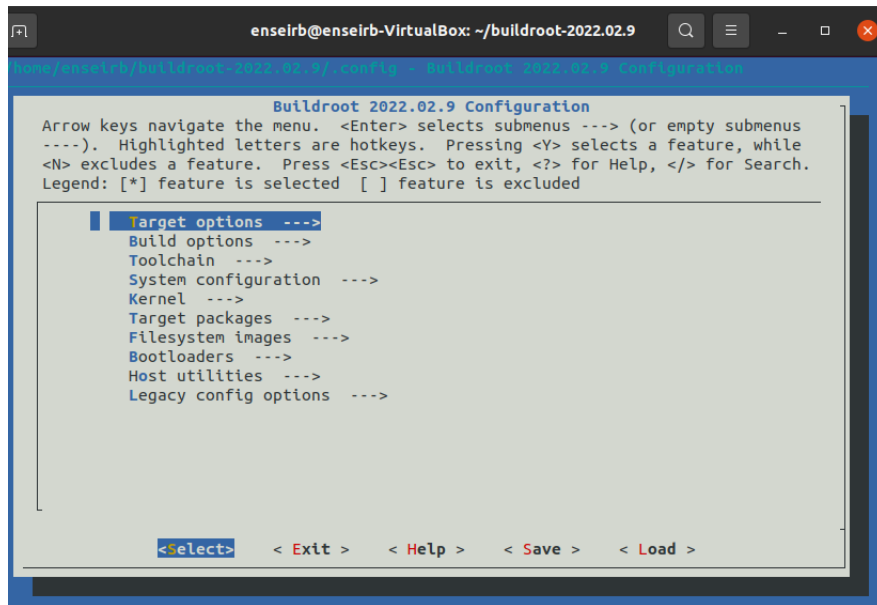 enseirb@enseirb-VirtualBox: ~/buildroot-2022.02.9
/home/enseirb/buildroot-2022.02.9/.config - Buildroot 2022.02.9 Configuration
Buildroot 2022.02.9 Configuration
Arrow keys navigate the menu.  <Enter> selects submenus ---> (or empty submenus
----).  Highlighted letters are hotkeys.  Pressing <Y> selects a feature, while
<N> excludes a feature.  Press <Esc><Esc> to exit, <?> for Help, </> for Search.
Legend: [*] feature is selected  [ ] feature is excluded
Target options  --->
Build options  --->
Toolchain  --->
System configuration  --->
Kernel  --->
Target packages  --->
Filesystem images  --->
Bootloaders  --->
Host utilities  --->
Legacy config options  --->
<Select>    < Exit >    < Help >    < Save >    < Load >